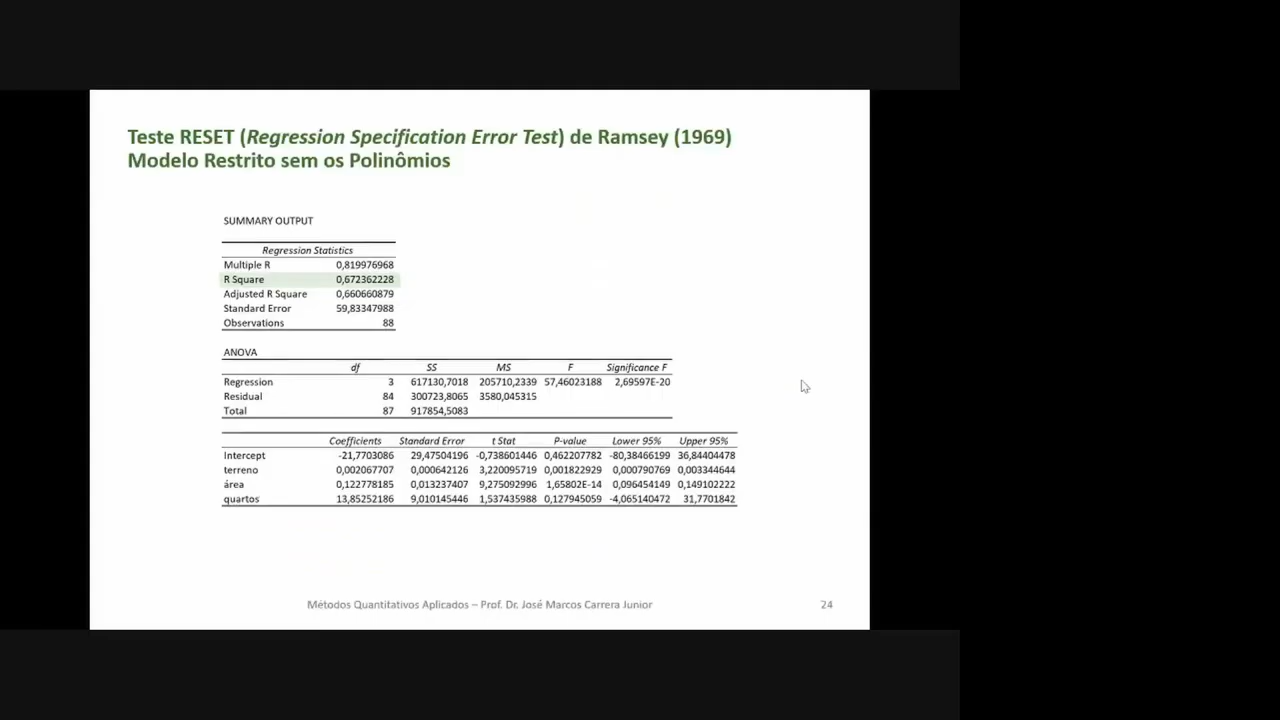 Teste RESET (Regression Specification Error Test) de Ramsey (1969)
Modelo Restrito sem os Polinômios
SUMMARY OUTPUT
Regression Statistics
Multiple R 0,819976968
R Square 0,672362228
Adjusted R Square 0,660660879
Standard Error 59,83347988
Observations 88
ANOVA
df SS MS F Significance F
Regression 3 617130,7018 205710,2339 57,46023188 2,69597E-20
Residual 84 300723,8065 3580,045315
Total 87 917854,5083
Coefficients Standard Error t Stat P-value Lower 95% Upper 95%
Intercept -21,7703086 29,47504196 -0,738601446 0,462207782 -80,38466199 36,84404478
terreno 0,002067707 0,000642126 3,220095719 0,001822929 0,000790769 0,003344644
área 0,122778185 0,013237407 9,275092996 1,65802E-14 0,096454149 0,149102222
quartos 13,85252186 9,010145446 1,537435988 0,127945059 -4,065140472 31,7701842
Métodos Quantitativos Aplicados – Prof. Dr. José Marcos Carrera Junior
24